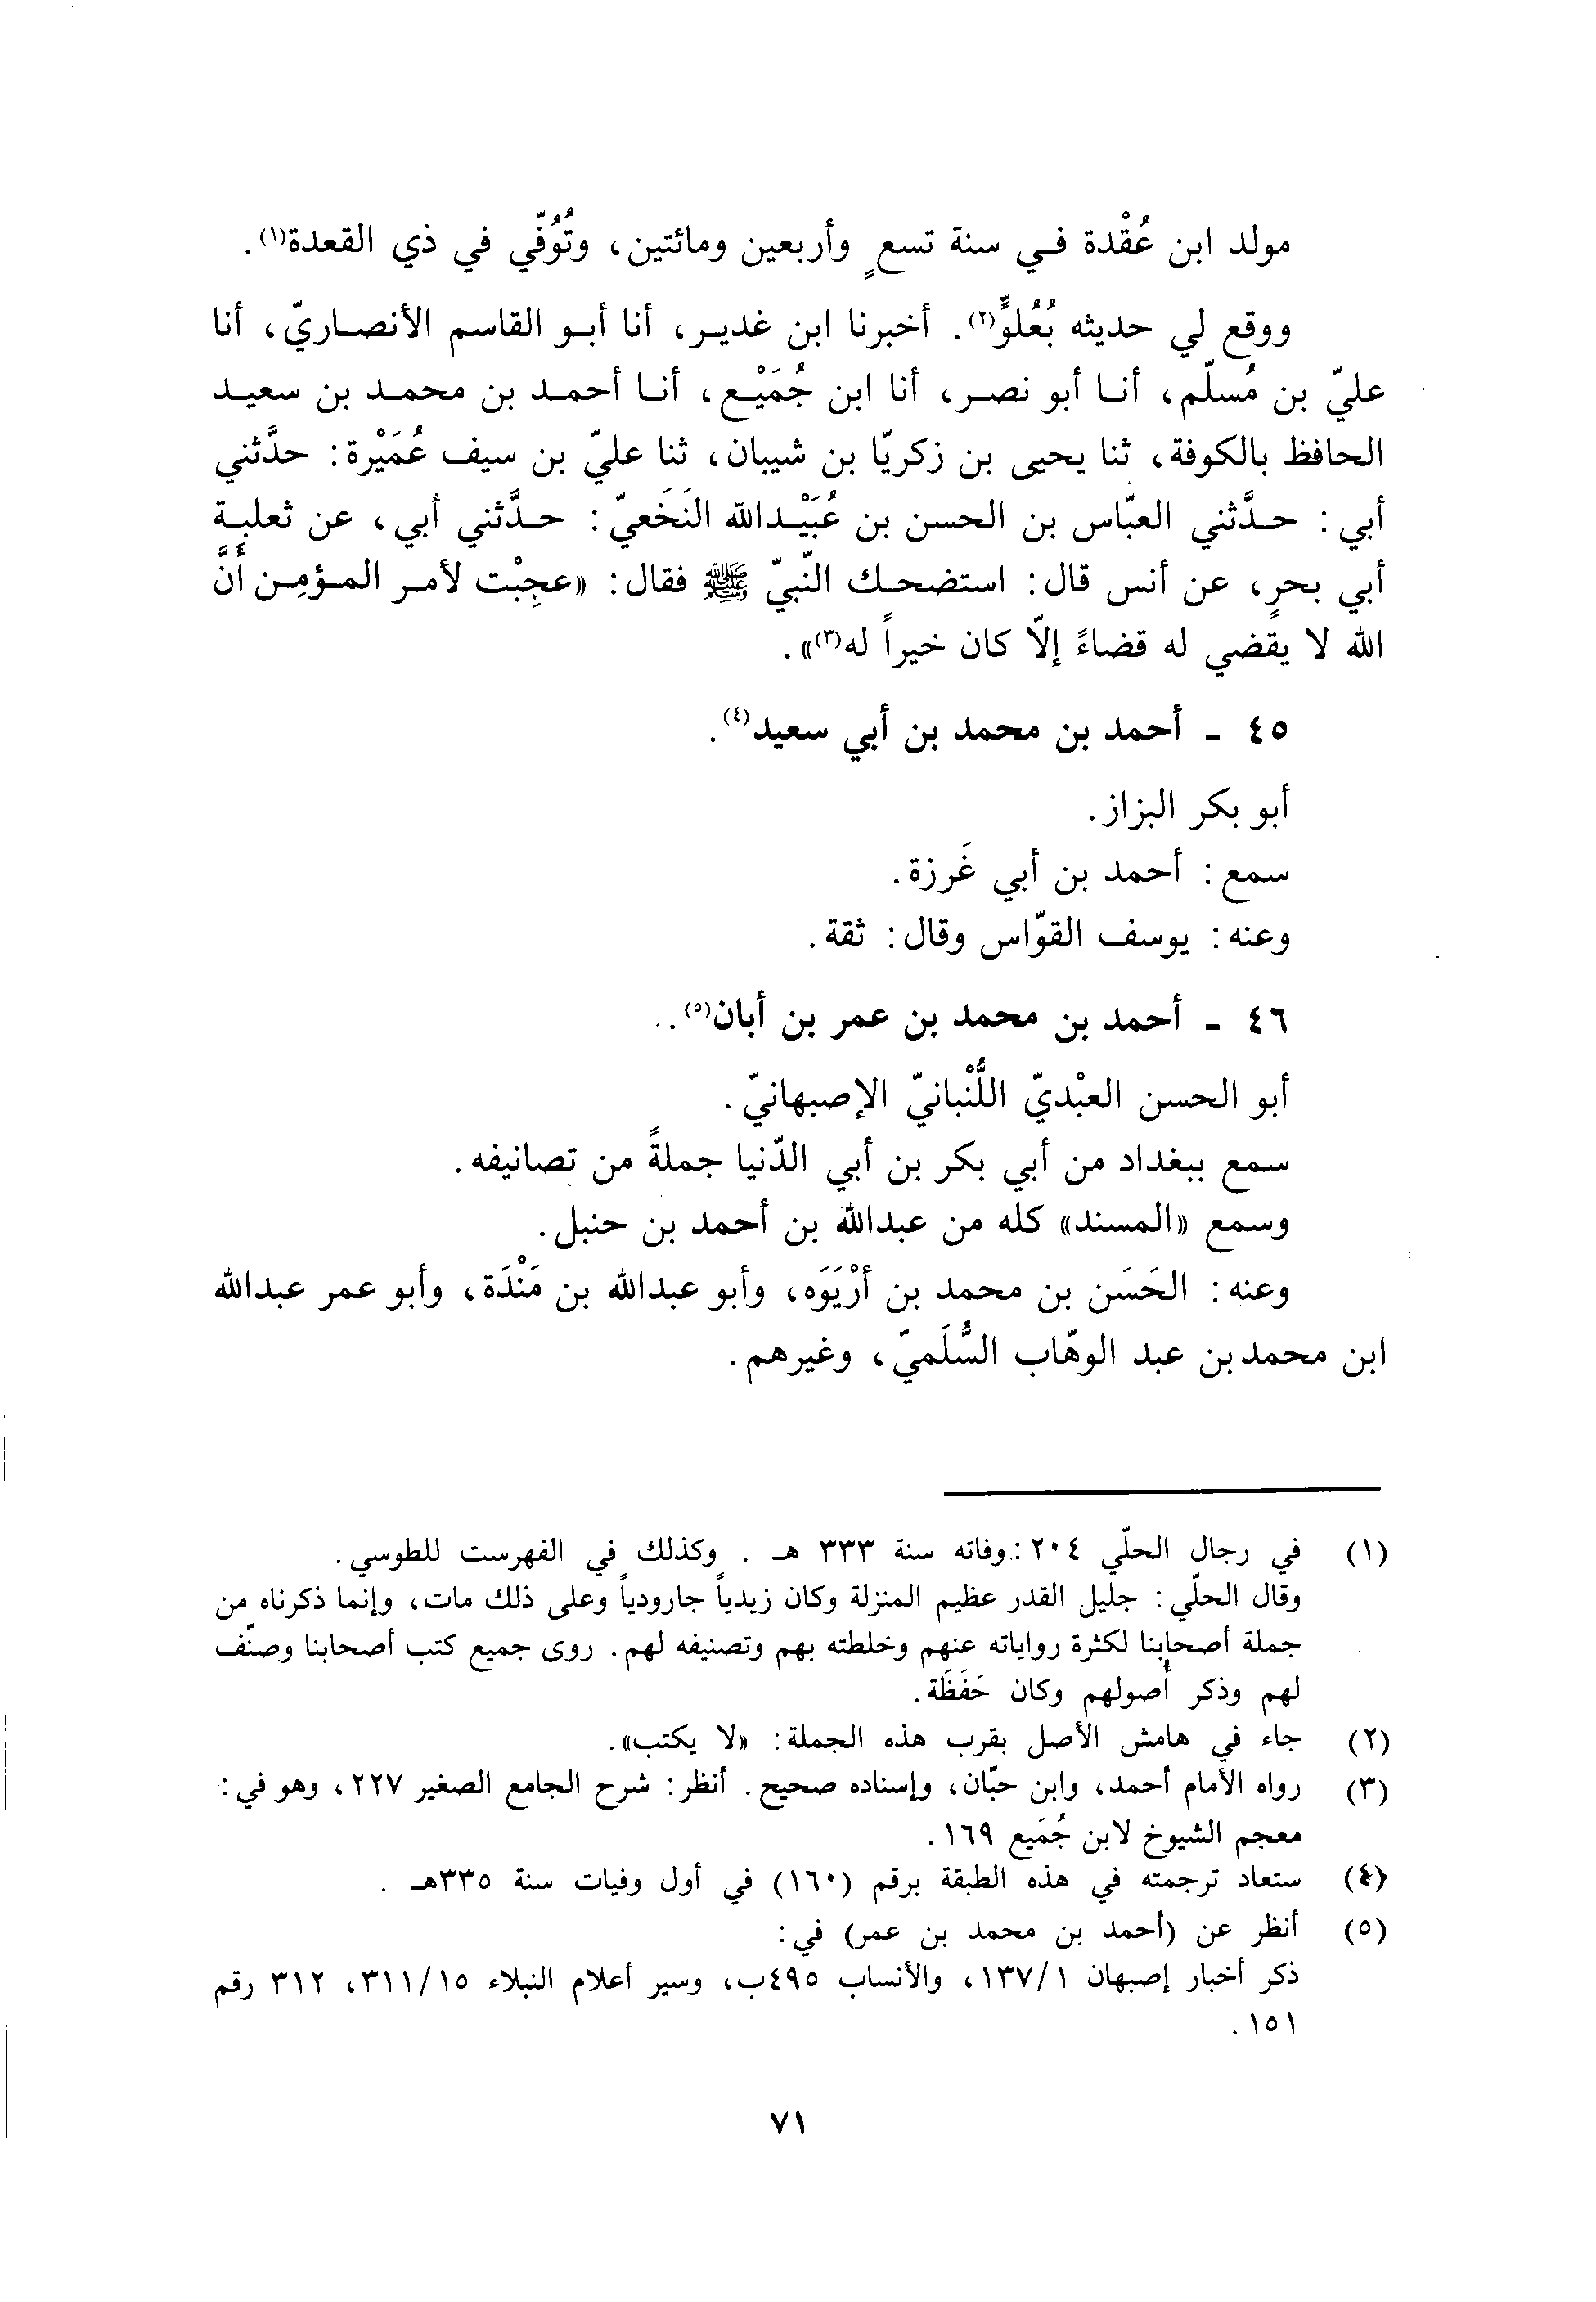 مولد ابن عُقْدة في سنة تسعٍ وأربعين ومائتين، وتُوُفّي في ذي القعدة(١).
ووقع لي حديثه بُعُلوٍّ(٢). أخبرنا ابن غدير، أنا أبو القاسم الأنصاريّ، أنا
عليّ بن مُسلّم، أنا أبو نصر، أنا ابن جُمَيْع، أنا أحمد بن محمد بن سعيد
الحافظ بالكوفة، ثنا يحيى بن زكريّا بن شيبان، ثنا عليّ بن سيف عُمَيْرة: حدَّثني
أبي: حدَّثني العبّاس بن الحسن بن عُبَيْدالله النَخَعيّ: حدَّثني أبي، عن ثعلبة
أبي بحرٍ، عن أنس قال: استضحك النّبيّ ﷺ فقال: «عجِبْت لأمر المؤمِن أَنَّ
الله لا يقضي له قضاءً إلّا كان خيراً له(٣)».
٤٥ - أحمد بن محمد بن أبي سعيد(٤).
أبو بكر البزاز.
سمع: أحمد بن أبي غَرزة.
وعنه: يوسف القوّاس وقال: ثقة.
٤٦ - أحمد بن محمد بن عمر بن أبان(٥).
أبو الحسن العبْديّ اللُّنْبانيّ الإصبهانيّ.
سمع ببغداد من أبي بكر بن أبي الدّنيا جملةً من تصانيفه.
وسمع «المسند» كله من عبدالله بن أحمد بن حنبل.
وعنه: الحَسَن بن محمد بن أرْيَوَه، وأبو عبدالله بن مَنْدَة، وأبو عمر عبدالله
ابن محمد بن عبد الوهّاب السُّلَميّ، وغيرهم.
(١) في رجال الحلّي ٢٠٤: وفاته سنة ٣٣٣ هـ. وكذلك في الفهرست للطوسي.
وقال الحلّي: جليل القدر عظيم المنزلة وكان زيدياً جارودياً وعلى ذلك مات، وإنما ذكرناه من
جملة أصحابنا لكثرة رواياته عنهم وخلطته بهم وتصنيفه لهم. روى جميع كتب أصحابنا وصنّف
لهم وذكر أُصولهم وكان حَفَظَة.
(٢) جاء في هامش الأصل بقرب هذه الجملة: «لا يكتب».
(٣) رواه الأمام أحمد، وابن حبّان، وإسناده صحيح. أنظر: شرح الجامع الصغير ٢٢٧، وهو في:
معجم الشيوخ لابن جُمَيع ١٦٩.
(٤) ستعاد ترجمته في هذه الطبقة برقم (١٦٠) في أول وفيات سنة ٣٣٥هـ.
(٥) أنظر عن (أحمد بن محمد بن عمر) في:
ذكر أخبار إصبهان ١/١٣٧، والأنساب ٤٩٥ب، وسير أعلام النبلاء ٣١١/١٥، ٣١٢ رقم
١٥١.
٧١